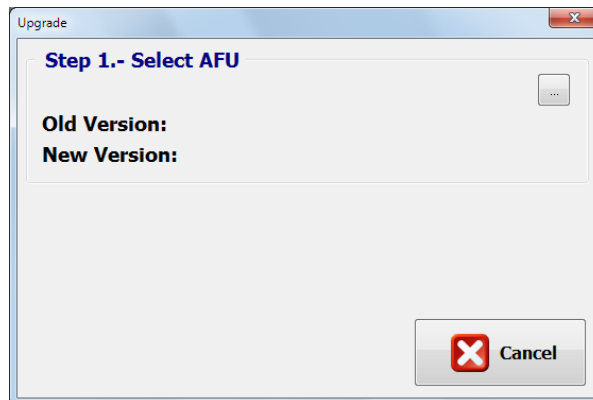 Upgrade
Step 1.- Select AFU
...
Old Version:
New Version:
Cancel